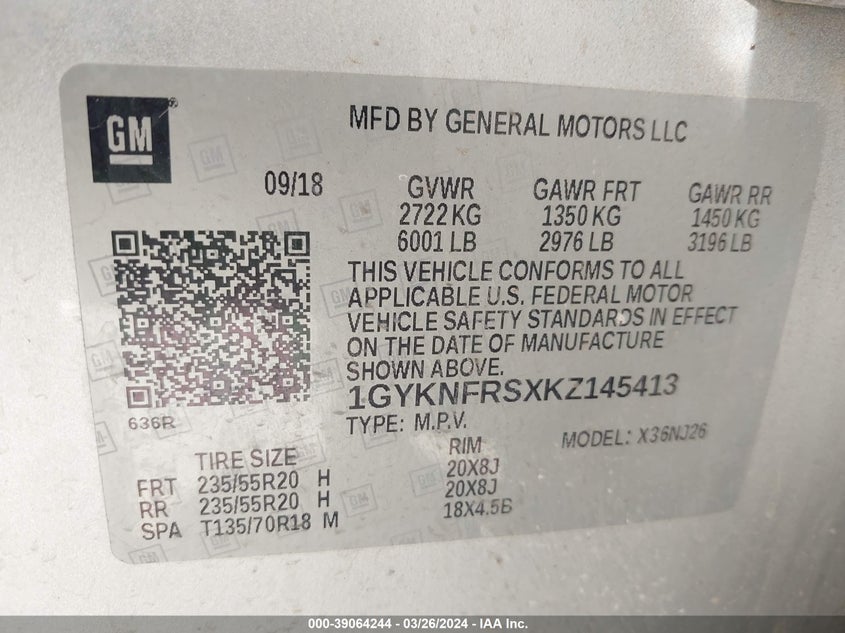 GM®
MFD BY GENERAL MOTORS LLC
09/18 GVWR GAWR FRT GAWR RR
2722 KG 1350 KG 1450 KG
6001 LB 2976 LB 3196 LB
THIS VEHICLE CONFORMS TO ALL
APPLICABLE U.S. FEDERAL MOTOR
VEHICLE SAFETY STANDARDS IN EFFECT
ON THE DATE OF MANUFACTURE
SHOWN ABOVE.
1GYKNFRSXKZ145413
636R
TYPE: M.P.V. MODEL: X36NJ26
TIRE SIZE RIM
FRT 235/55R20 H 20X8J
RR 235/55R20 H 20X8J
SPA T135/70R18 M 18X4.5B
000-39064244 - 03/26/2024 - IAA Inc.